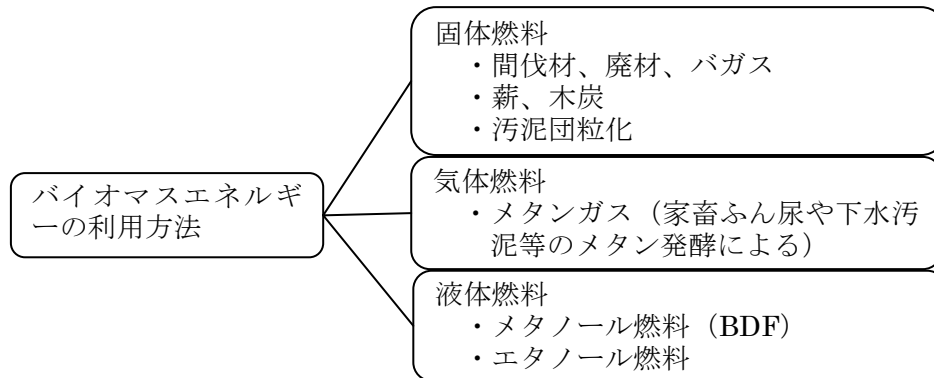 バイオマスエネルギ
ーの利用方法
固体燃料
・間伐材、廃材、バガス
・薪、木炭
・汚泥団粒化
気体燃料
・メタンガス（家畜ふん尿や下水汚
泥等のメタン発酵による）
液体燃料
・メタノール燃料（BDF）
・エタノール燃料